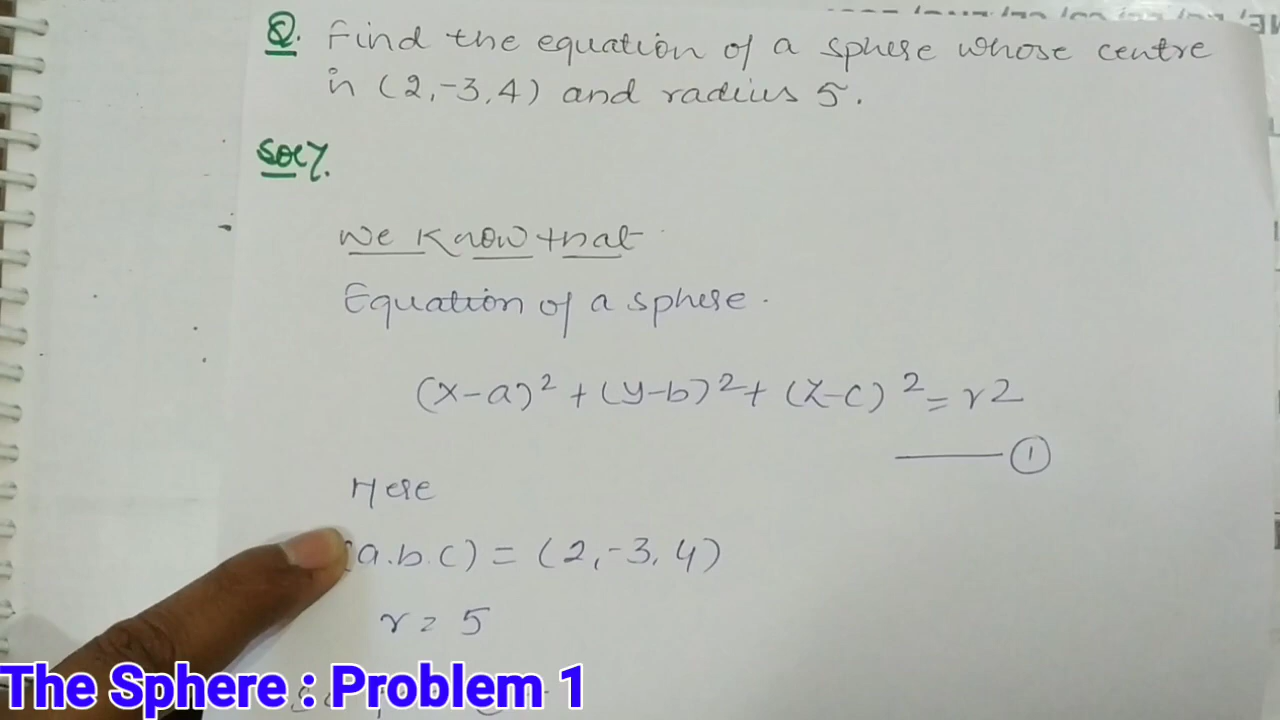 Q. Find the equation of a sphere whose centre
is (2,-3,4) and radius 5.
Sol/.
We Know that
Equation of a sphere.
(x-a)² + (y-b)² + (z-c)² = r2
1
Here
(a.b.c) = (2,-3,4)
r = 5
The Sphere : Problem 1